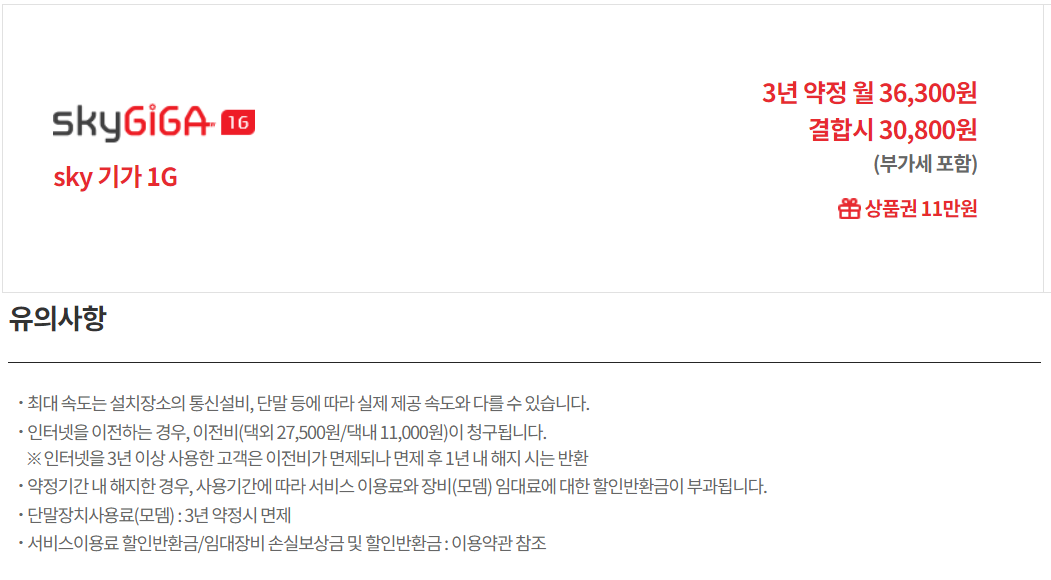 skyGiGA 1G
sky 기가 1G
3년 약정 월 36,300원
결합시 30,800원
(부가세 포함)
상품권 11만원
유의사항
· 최대 속도는 설치장소의 통신설비, 단말 등에 따라 실제 제공 속도와 다를 수 있습니다.
· 인터넷을 이전하는 경우, 이전비(댁외 27,500원/댁내 11,000원)이 청구됩니다.
※ 인터넷을 3년 이상 사용한 고객은 이전비가 면제되나 면제 후 1년 내 해지 시는 반환
· 약정기간 내 해지한 경우, 사용기간에 따라 서비스 이용료와 장비(모뎀) 임대료에 대한 할인반환금이 부과됩니다.
· 단말장치사용료(모뎀) : 3년 약정시 면제
· 서비스이용료 할인반환금/임대장비 손실보상금 및 할인반환금 : 이용약관 참조